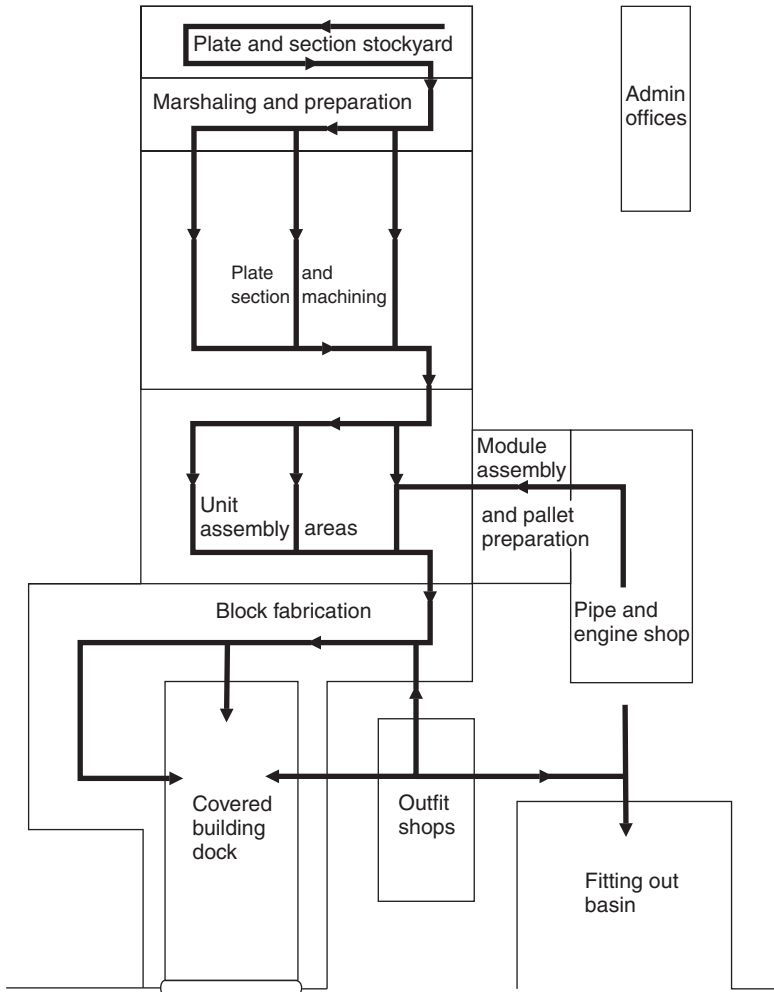 Plate and section stockyard
Admin
offices
Marshaling and preparation
Plate and
section machining
Module
assembly
and pallet
preparation
Unit
assembly areas
Block fabrication
Pipe and
engine shop
Covered
building
dock
Outfit
shops
Fitting out
basin